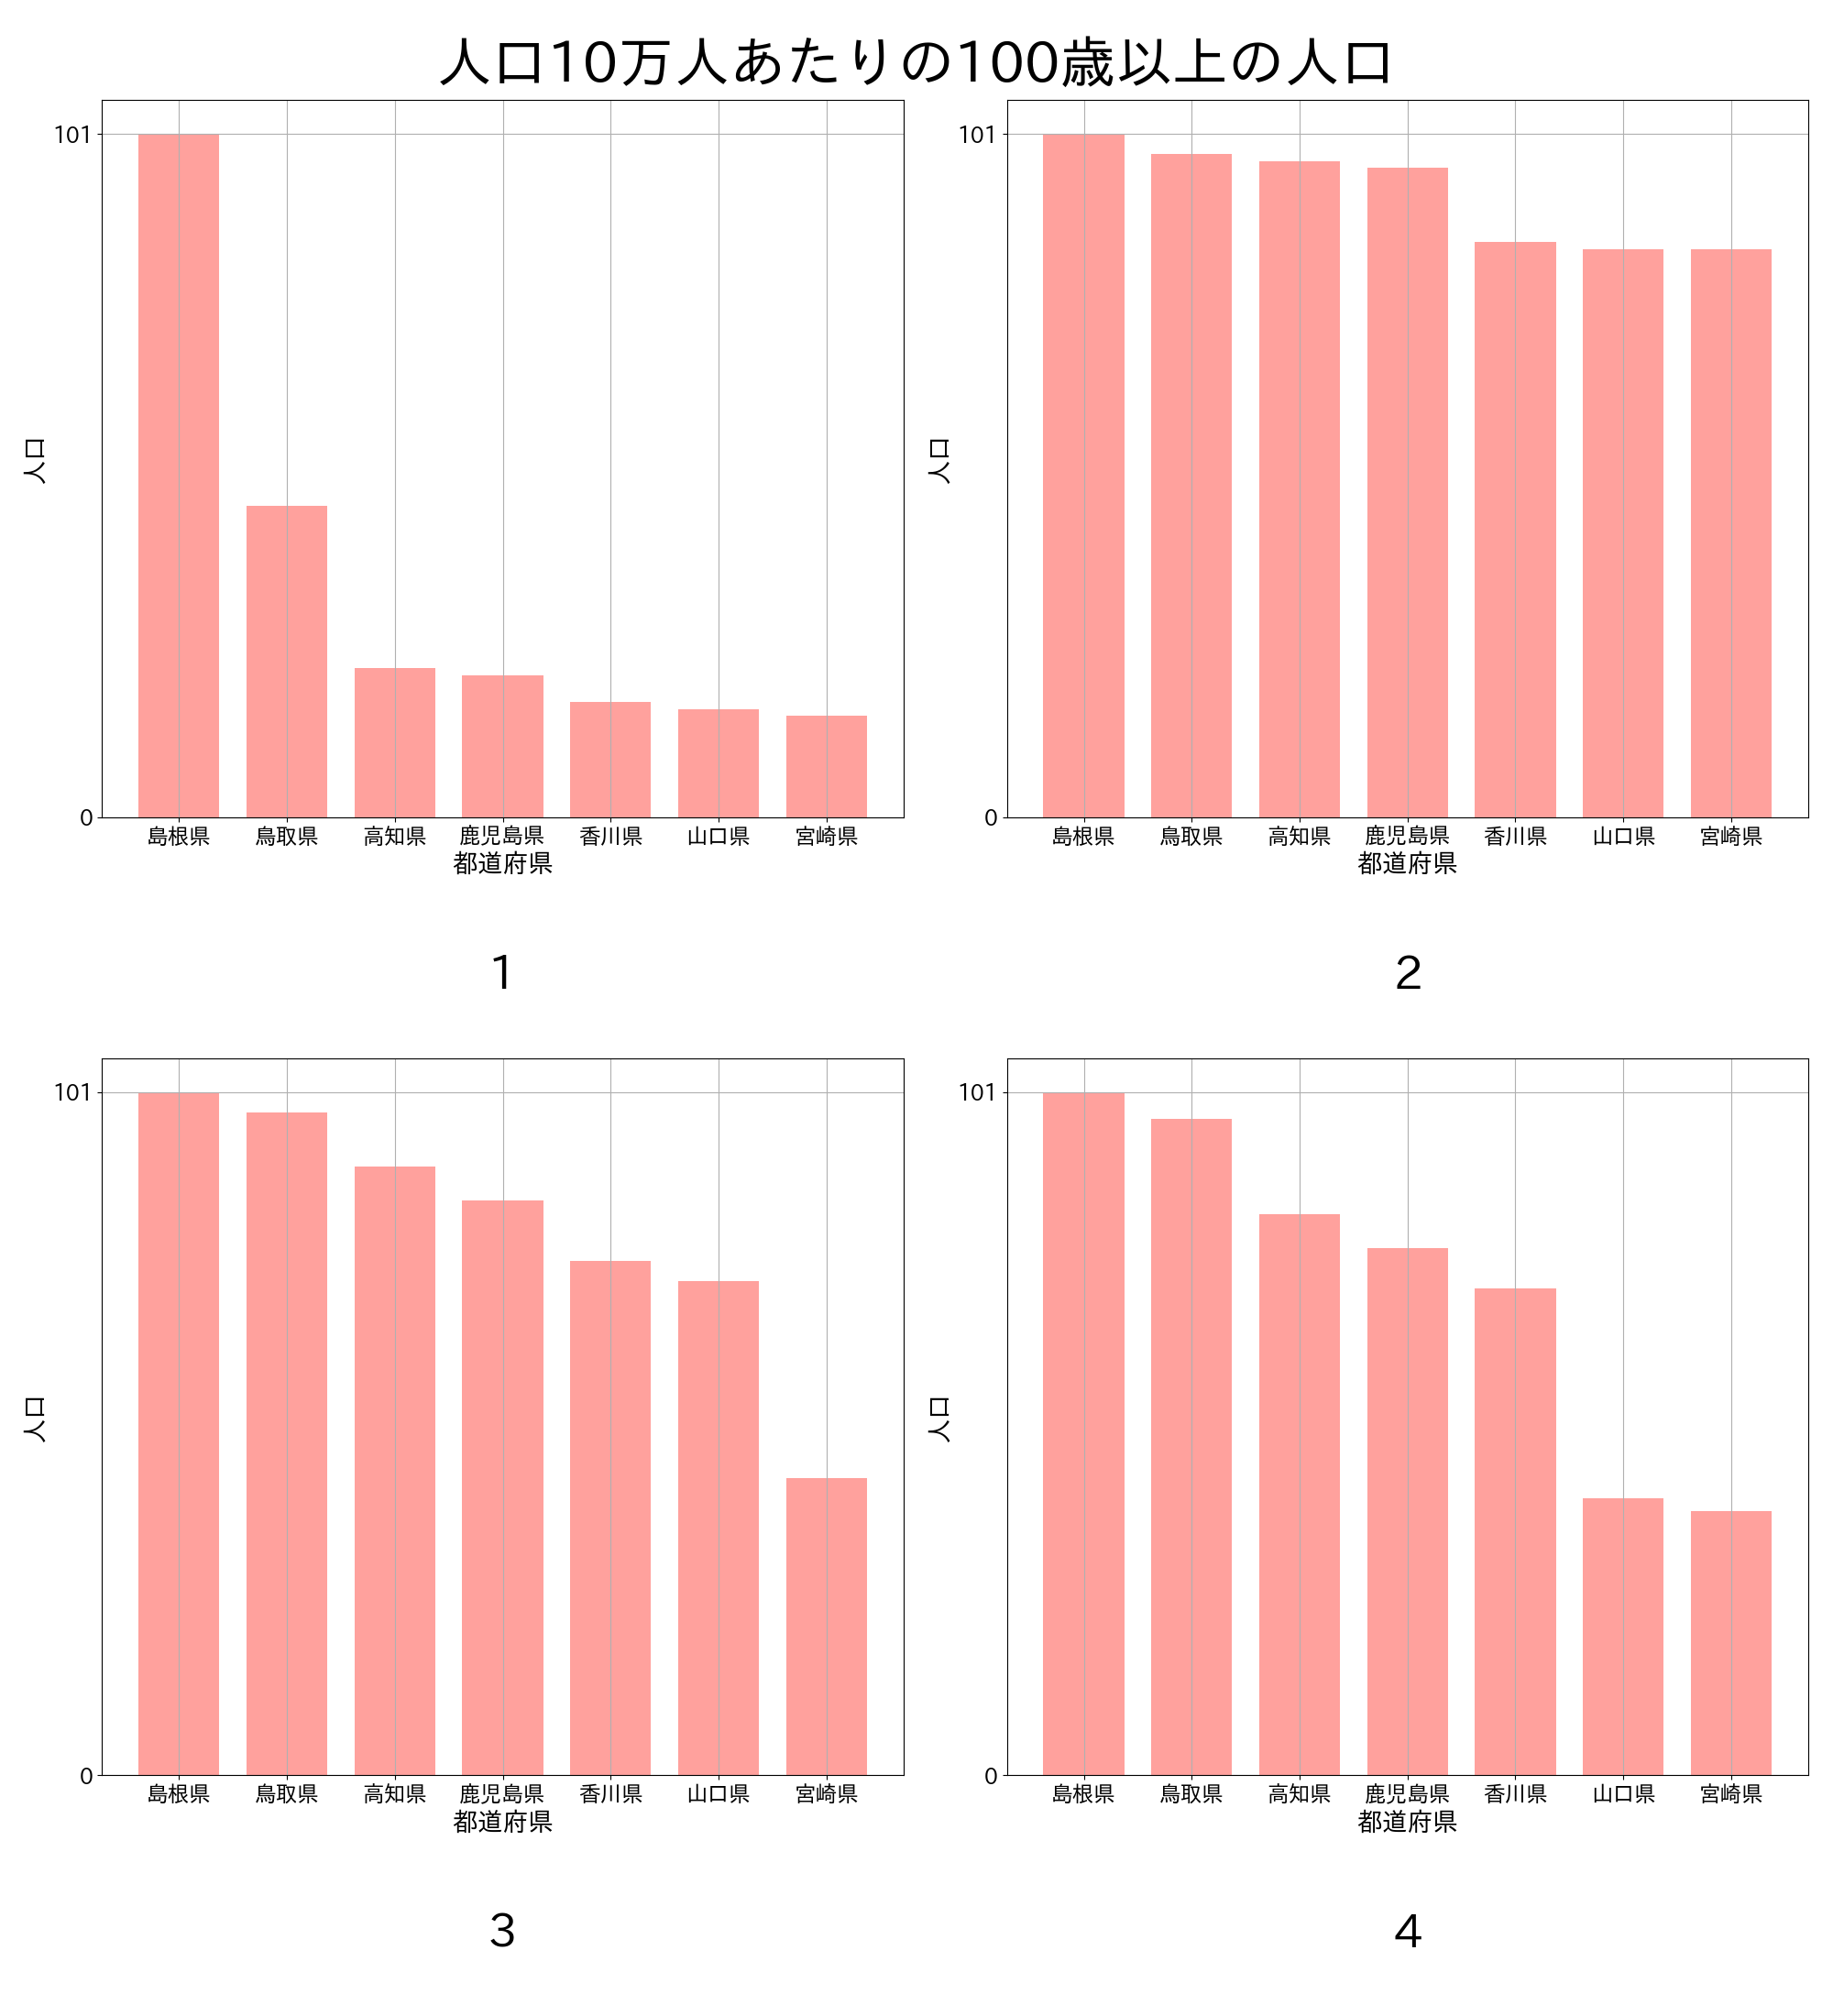 人口10万人あたりの100歳以上の人口
101
0
人口
島根県 鳥取県 高知県 鹿児島県 香川県 山口県 宮崎県
都道府県
1
101
0
人口
島根県 鳥取県 高知県 鹿児島県 香川県 山口県 宮崎県
都道府県
2
101
0
人口
島根県 鳥取県 高知県 鹿児島県 香川県 山口県 宮崎県
都道府県
3
101
0
人口
島根県 鳥取県 高知県 鹿児島県 香川県 山口県 宮崎県
都道府県
4